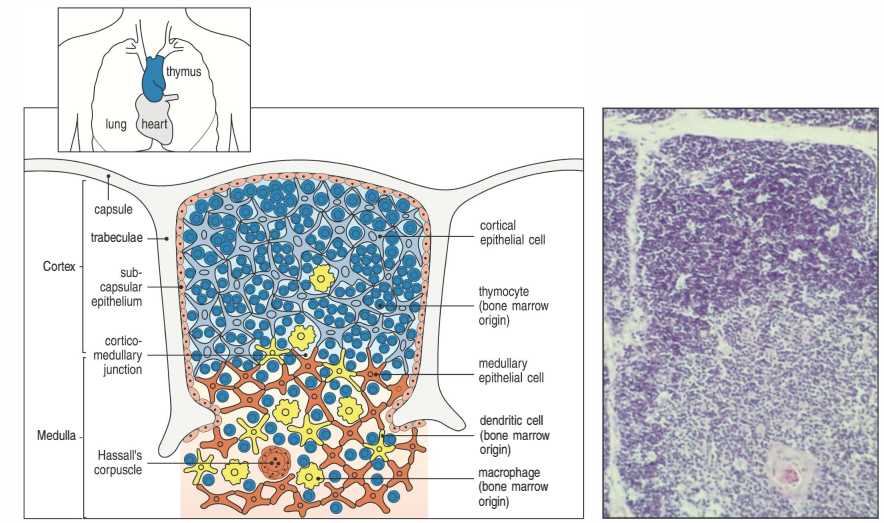 thymus
lung
heart
capsule
trabeculae
Cortex
sub-
capsular
epithelium
cortico-
medullary
junction
Medulla
Hassall's
corpuscle
cortical
epithelial cell
thymocyte
(bone marrow
origin)
medullary
epithelial cell
dendritic cell
(bone marrow
origin)
macrophage
(bone marrow
origin)